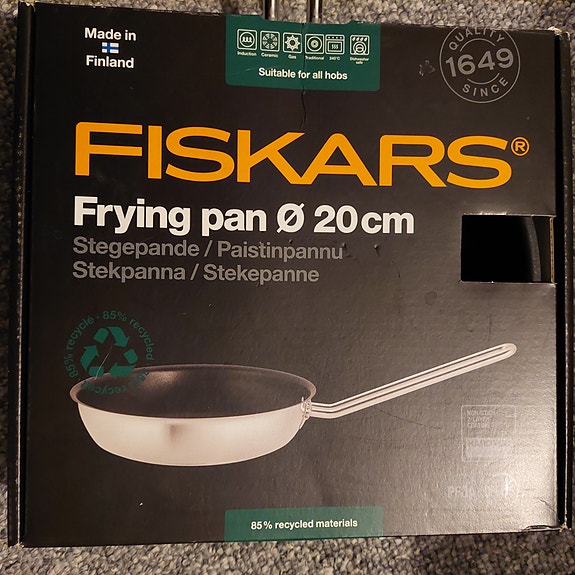 Made in
Finland
Induction Ceramic Gas Traditional 240°C Dishwasher safe
Suitable for all hobs
QUALITY
1649
SINCE
FISKARS®
Frying pan Ø 20 cm
Stegepande / Paistinpannu
Stekpanna / Stekepanne
85% recyclé · 85% recycled
85% recycled materials